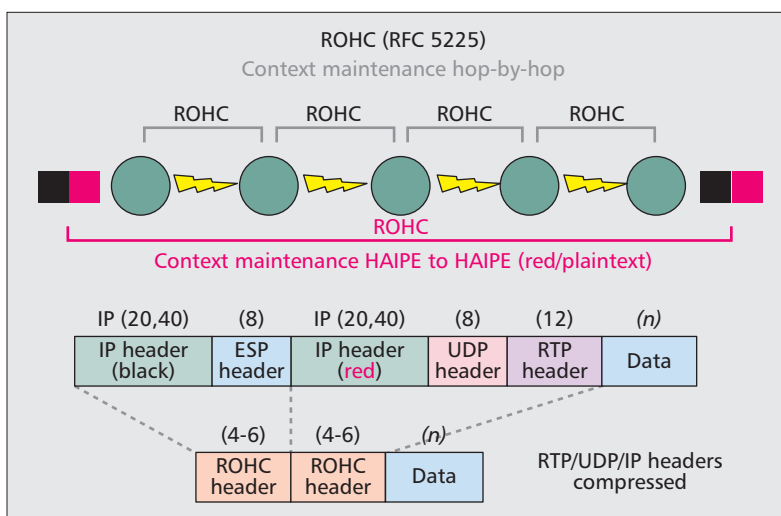 ROHC (RFC 5225)
Context maintenance hop-by-hop
ROHC ROHC ROHC ROHC
ROHC
Context maintenance HAIPE to HAIPE (red/plaintext)
IP (20,40) (8) IP (20,40) (8) (12) (n)
IP header ESP IP header UDP RTP Data
(black) header (red) header header
(4-6) (4-6) (n)
ROHC ROHC Data
header header
RTP/UDP/IP headers
compressed